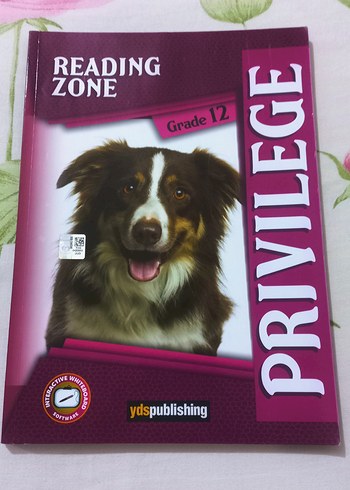 READING
ZONE
Grade 12
PRIVILEGE
INTERACTIVE WHITEBOARD
SOFTWARE
ydspublishing